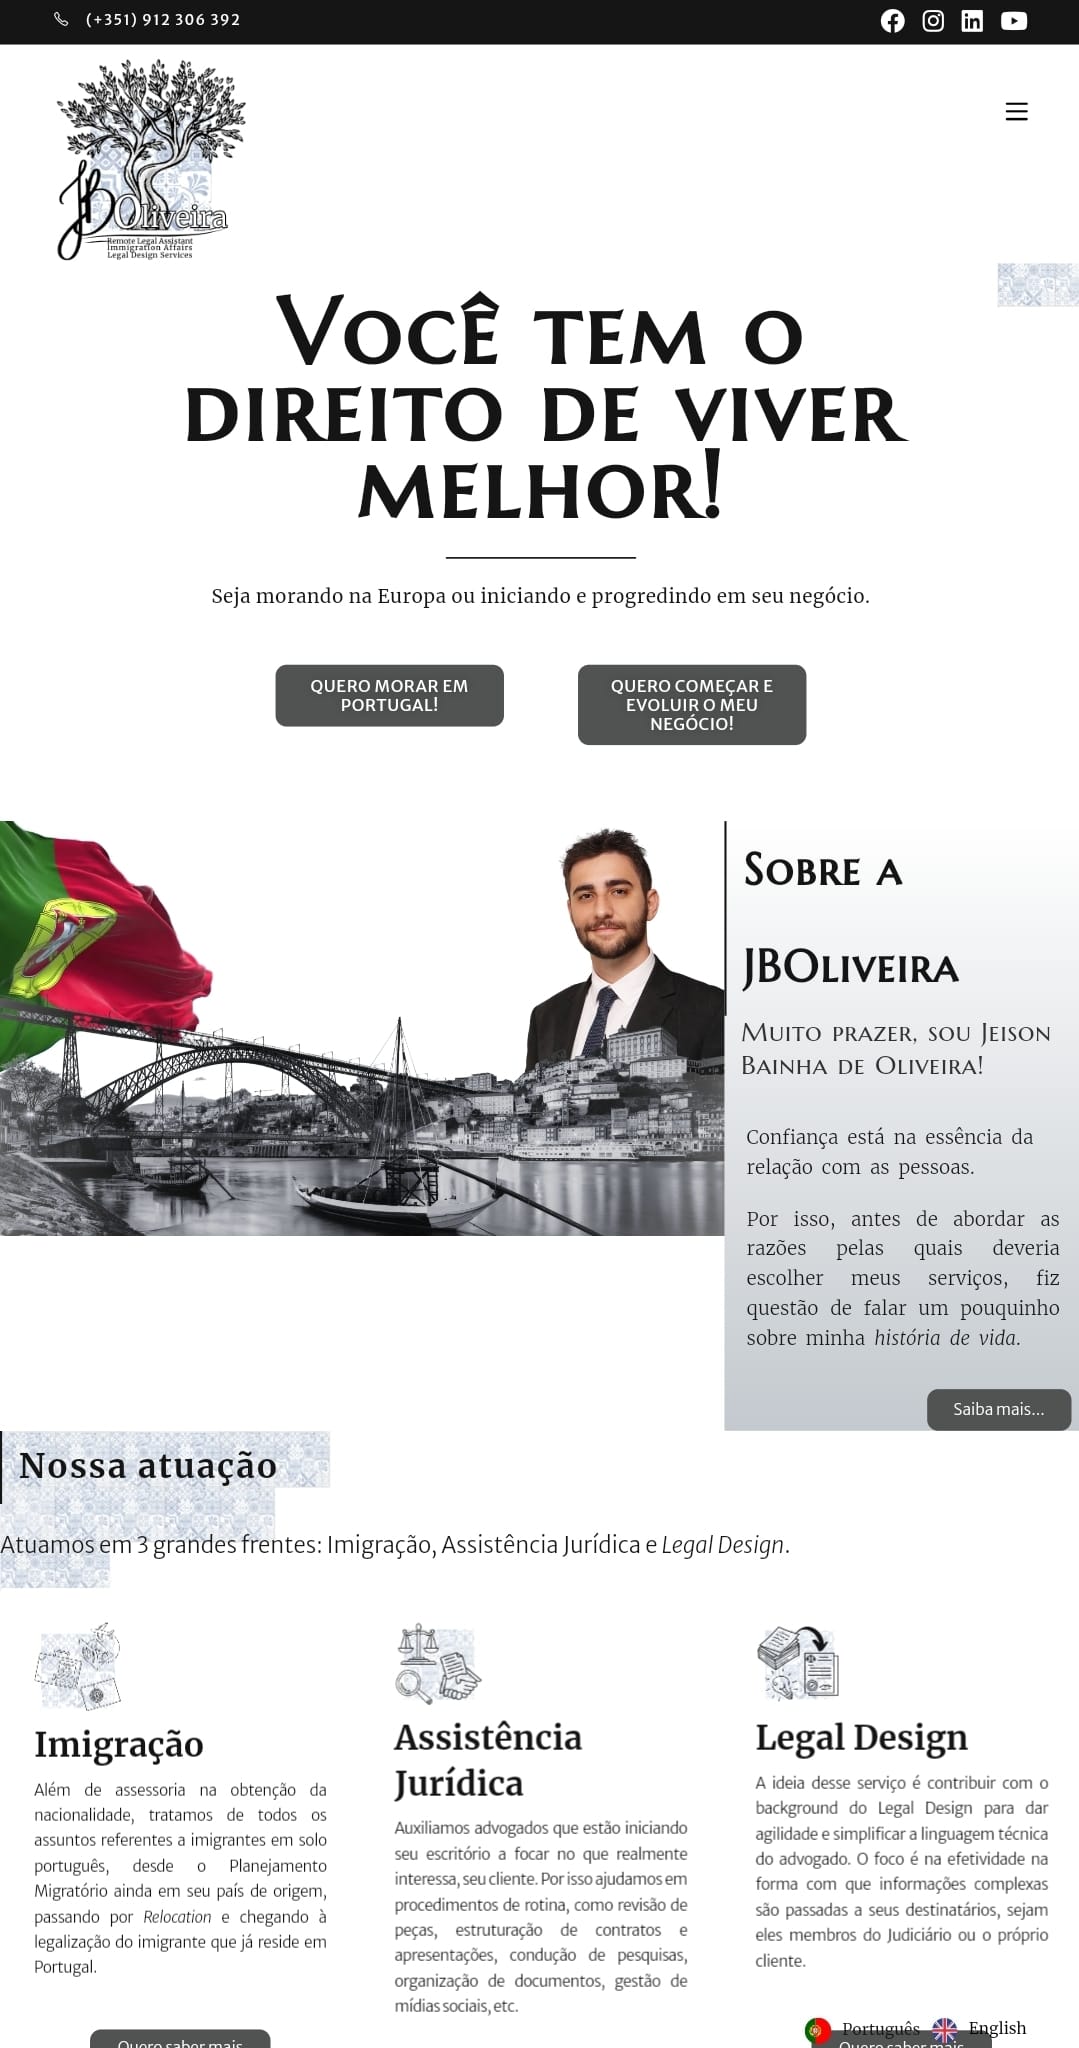 (+351) 912 306 392
JBOliveira
Remote Legal Assistant
Immigration Affairs
Legal Design Services
Você tem o
direito de viver
melhor!
Seja morando na Europa ou iniciando e progredindo em seu negócio.
QUERO MORAR EM
PORTUGAL!
QUERO COMEÇAR E
EVOLUIR O MEU
NEGÓCIO!
Sobre a
JBOliveira
Muito prazer, sou Jeison
Bainha de Oliveira!
Confiança está na essência da
relação com as pessoas.
Por isso, antes de abordar as
razões pelas quais deveria
escolher meus serviços, fiz
questão de falar um pouquinho
sobre minha história de vida.
Saiba mais...
Nossa atuação
Atuamos em 3 grandes frentes: Imigração, Assistência Jurídica e Legal Design.
Imigração
Além de assessoria na obtenção da
nacionalidade, tratamos de todos os
assuntos referentes a imigrantes em solo
português, desde o Planejamento
Migratório ainda em seu país de origem,
passando por Relocation e chegando à
legalização do imigrante que já reside em
Portugal.
Quero saber mais
Assistência
Jurídica
Auxiliamos advogados que estão iniciando
seu escritório a focar no que realmente
interessa, seu cliente. Por isso ajudamos em
procedimentos de rotina, como revisão de
peças, estruturação de contratos e
apresentações, condução de pesquisas,
organização de documentos, gestão de
mídias sociais, etc.
Legal Design
A ideia desse serviço é contribuir com o
background do Legal Design para dar
agilidade e simplificar a linguagem técnica
do advogado. O foco é na efetividade na
forma com que informações complexas
são passadas a seus destinatários, sejam
eles membros do Judiciário ou o próprio
cliente.
Português English
Quero saber mais